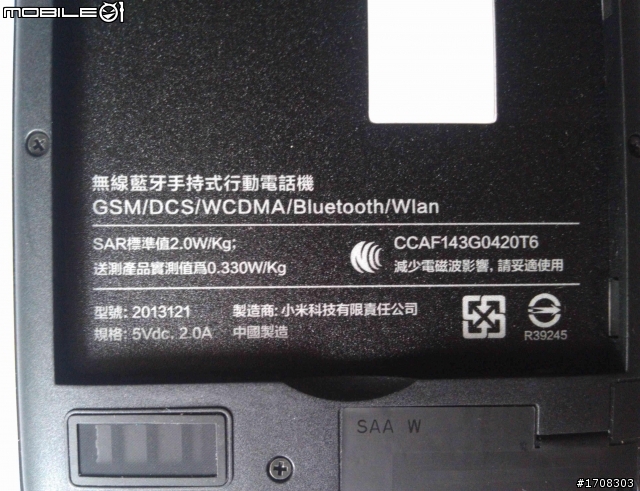 MOBILE01
無線藍牙手持式行動電話機
GSM/DCS/WCDMA/Bluetooth/Wlan
SAR標準值2.0W/Kg;
送測產品實測值爲0.330W/Kg
CCAF143G0420T6
減少電磁波影響, 請妥適使用
型號: 2013121
製造商: 小米科技有限責任公司
規格: 5Vdc, 2.0A
中國製造
R39245
SAA W
#1708303